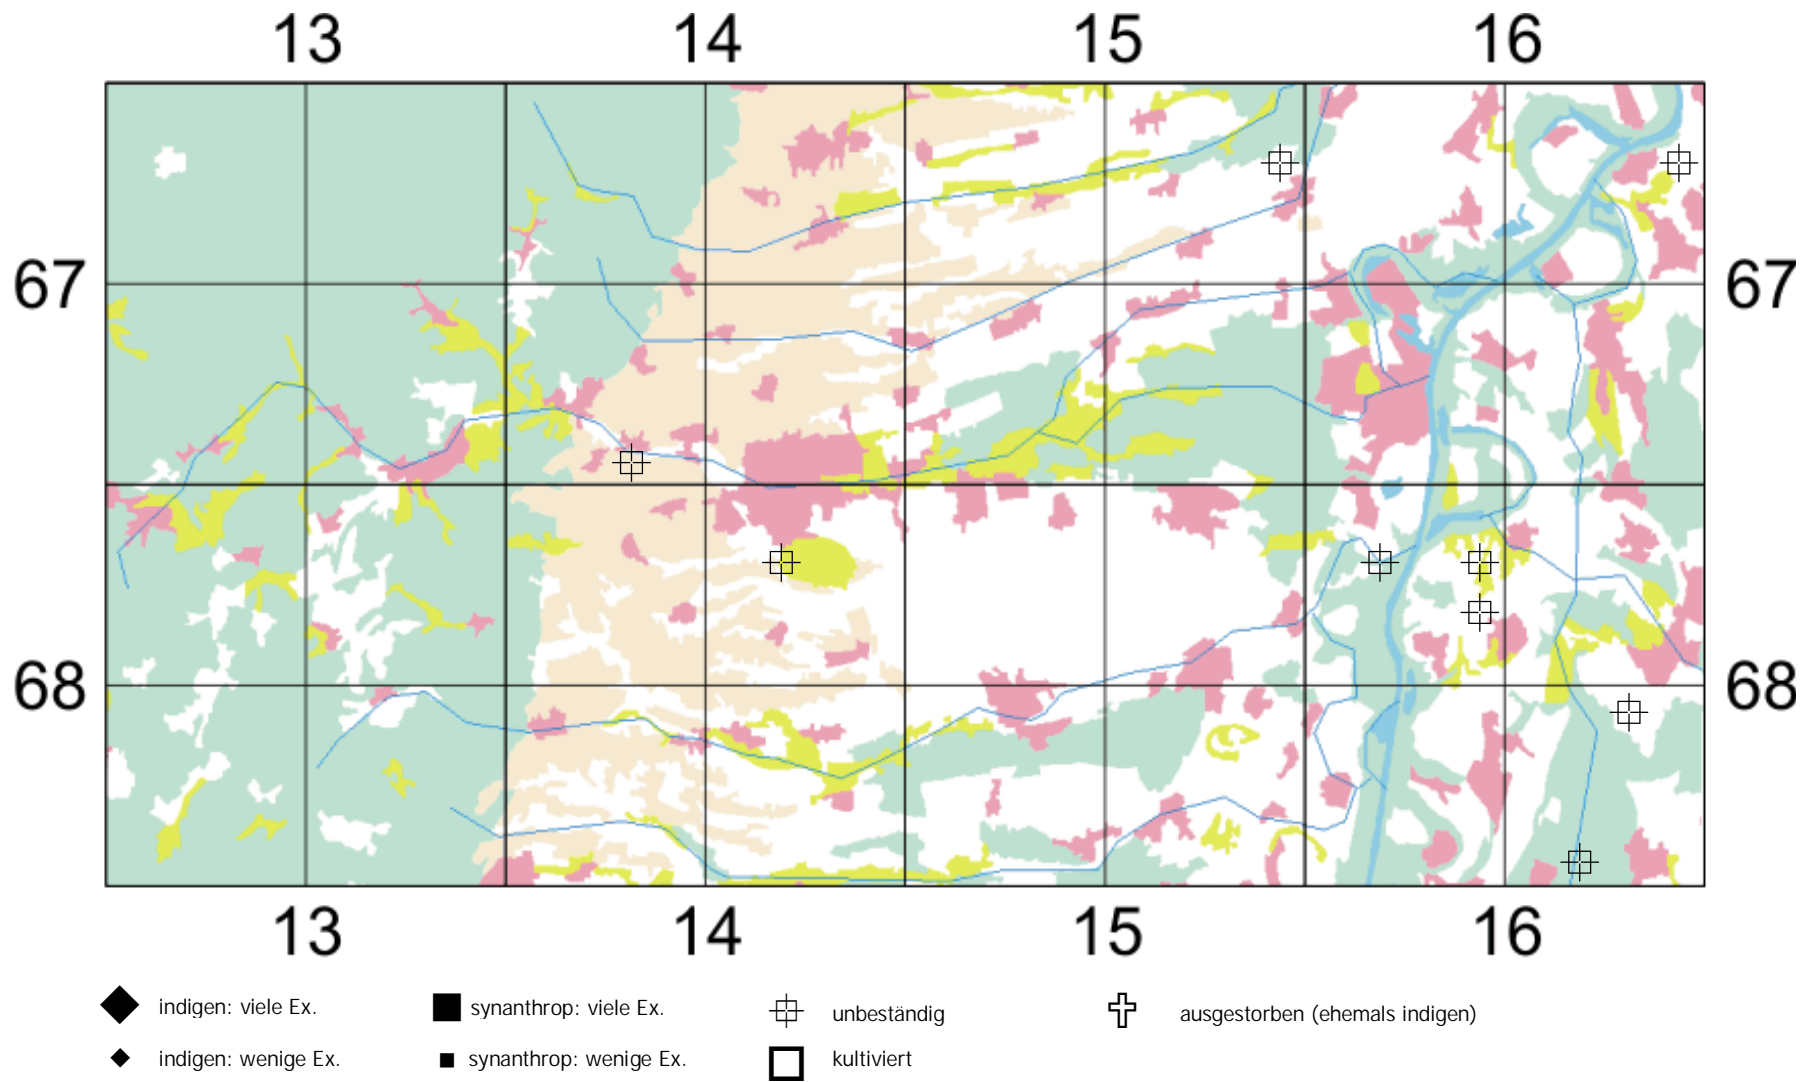 13 14 15 16
67 67
68 68
13 14 15 16
indigen: viele Ex. synanthrop: viele Ex. unbeständig ausgestorben (ehemals indigen)
indigen: wenige Ex. synanthrop: wenige Ex. kultiviert